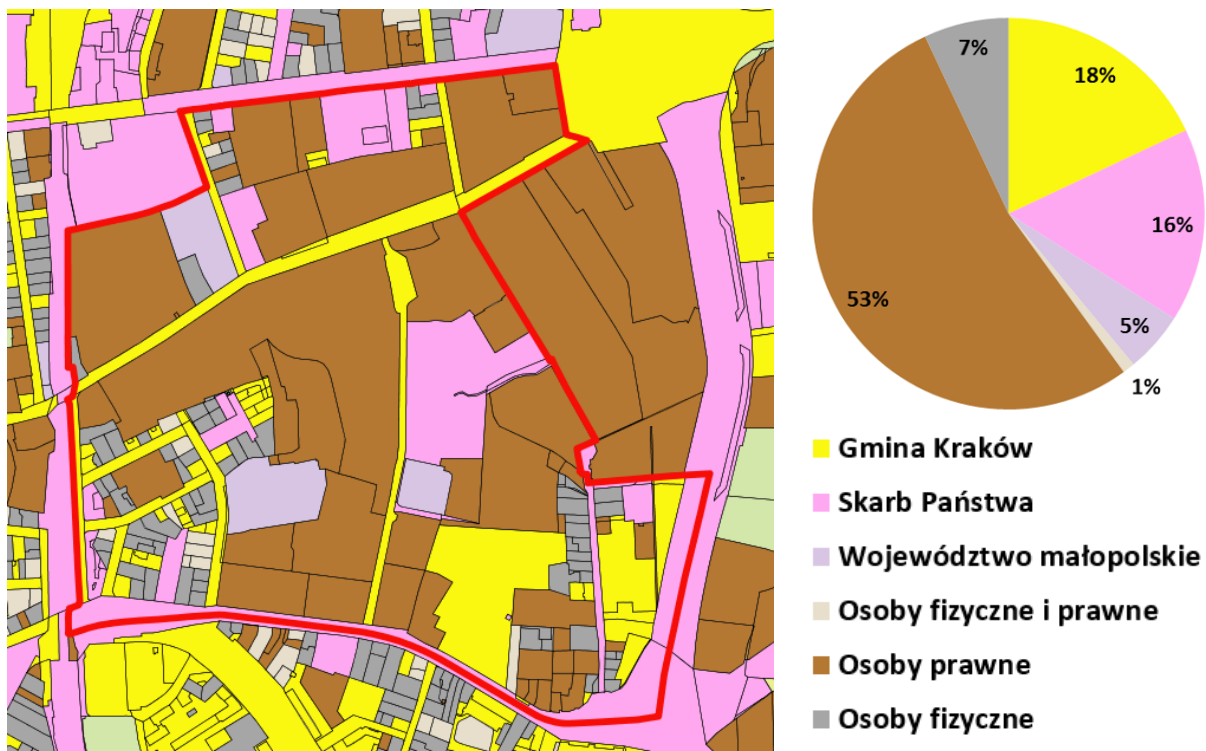 7%
18%
16%
53%
5%
1%
Gmina Kraków
Skarb Państwa
Województwo małopolskie
Osoby fizyczne i prawne
Osoby prawne
Osoby fizyczne